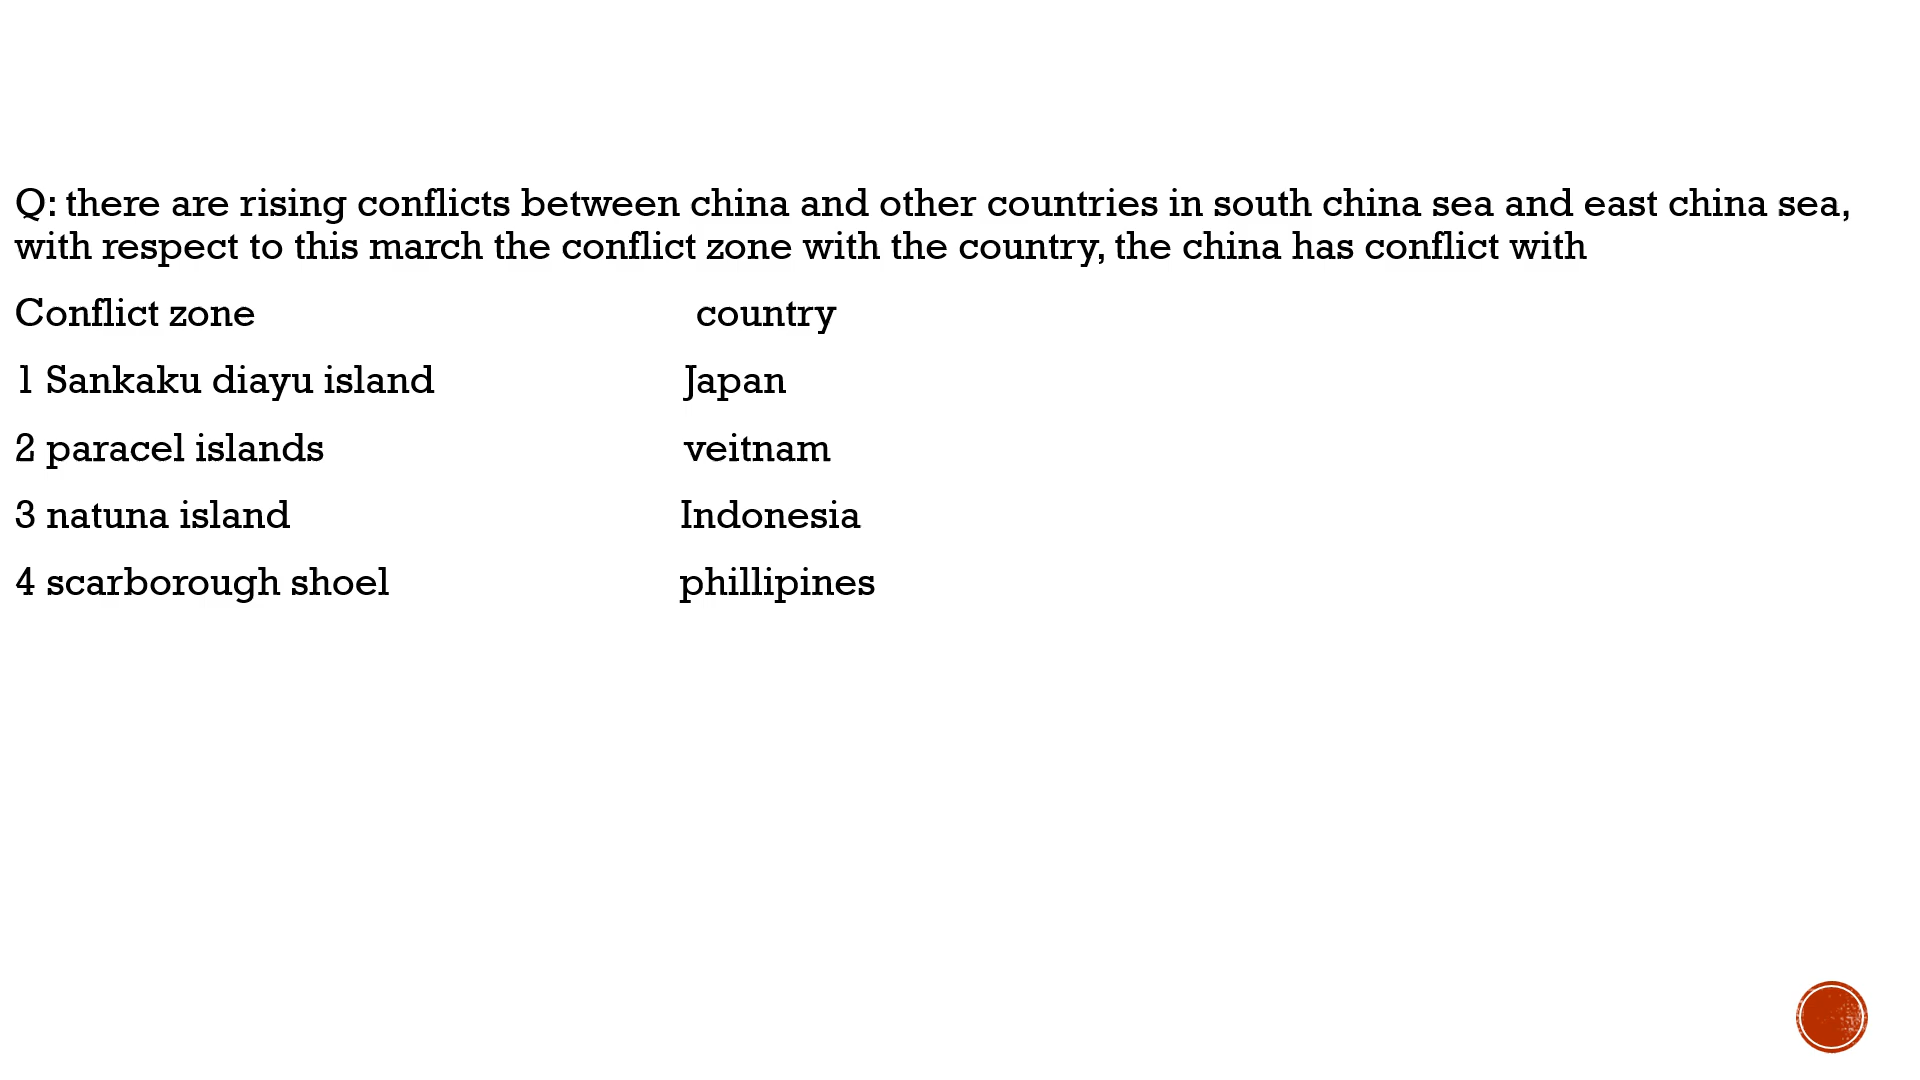 Q: there are rising conflicts between china and other countries in south china sea and east china sea,
with respect to this march the conflict zone with the country, the china has conflict with
Conflict zone country
1 Sankaku diayu island Japan
2 paracel islands veitnam
3 natuna island Indonesia
4 scarborough shoel phillipines